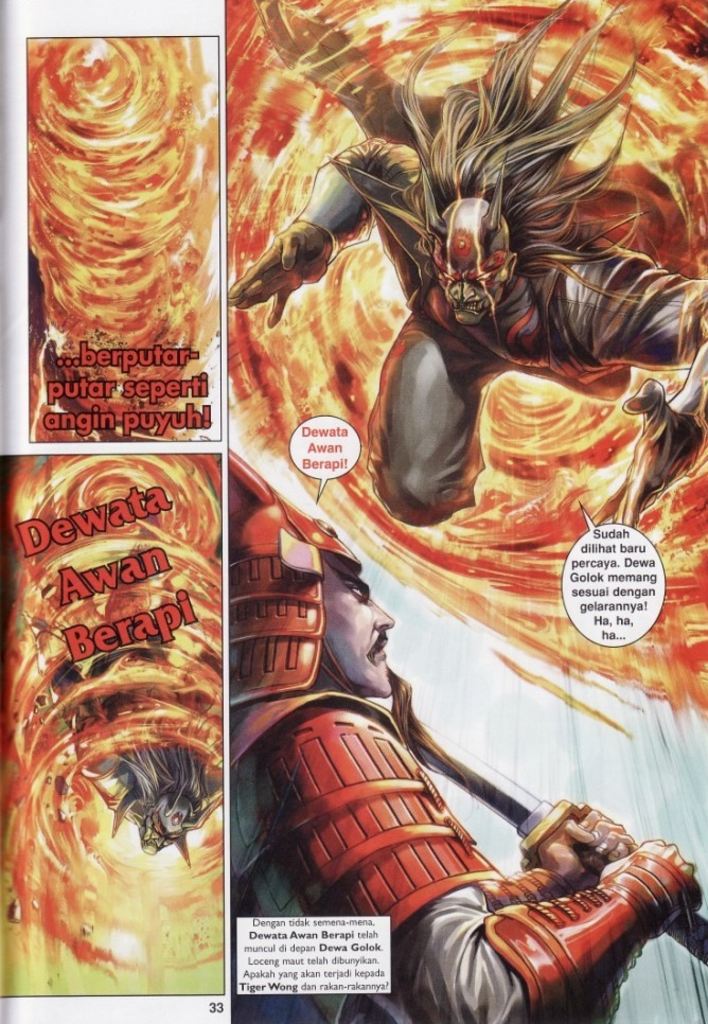 ...berputar-
putar seperti
angin puyuh!
Dewata
Awan
Berapi
Dewata
Awan
Berapi!
Sudah
dilihat baru
percaya. Dewa
Golok memang
sesuai dengan
gelarannya!
Ha, ha,
ha...
Dengan tidak semena-mena,
Dewata Awan Berapi telah
muncul di depan Dewa Golok.
Loceng maut telah dibunyikan.
Apakah yang akan terjadi kepada
Tiger Wong dan rakan-rakannya?
33